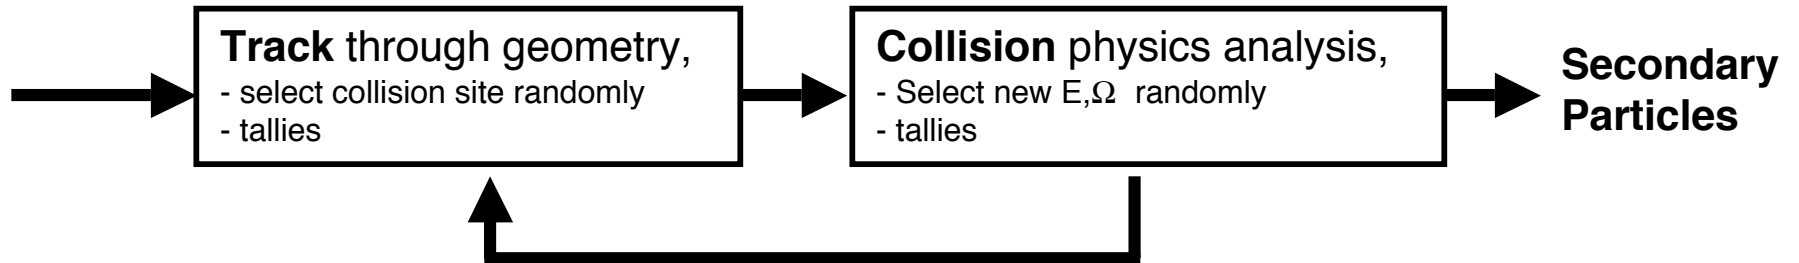 Track through geometry,
- select collision site randomly
- tallies
Collision physics analysis,
- Select new E,Ω randomly
- tallies
Secondary
Particles